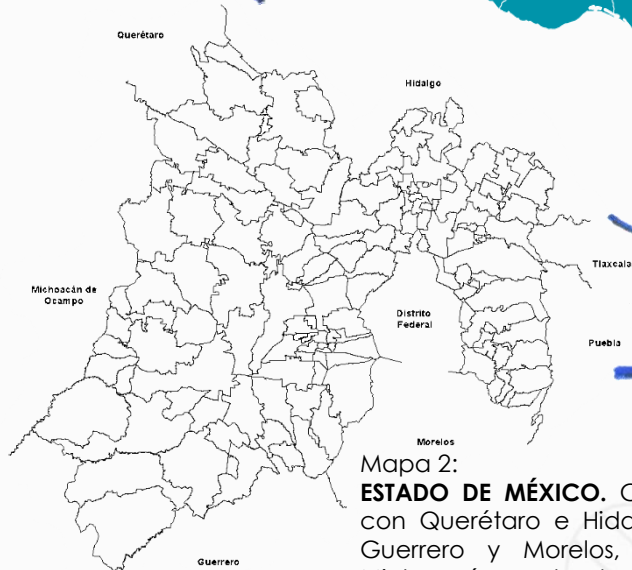 Querétaro
Hidalgo
Tlaxcala
Michoacán de
Ocampo
Distrito
Federal
Puebla
Morelos
Mapa 2:
ESTADO DE MÉXICO.
con Querétaro e Hida
Guerrero y Morelos,
Guerrero